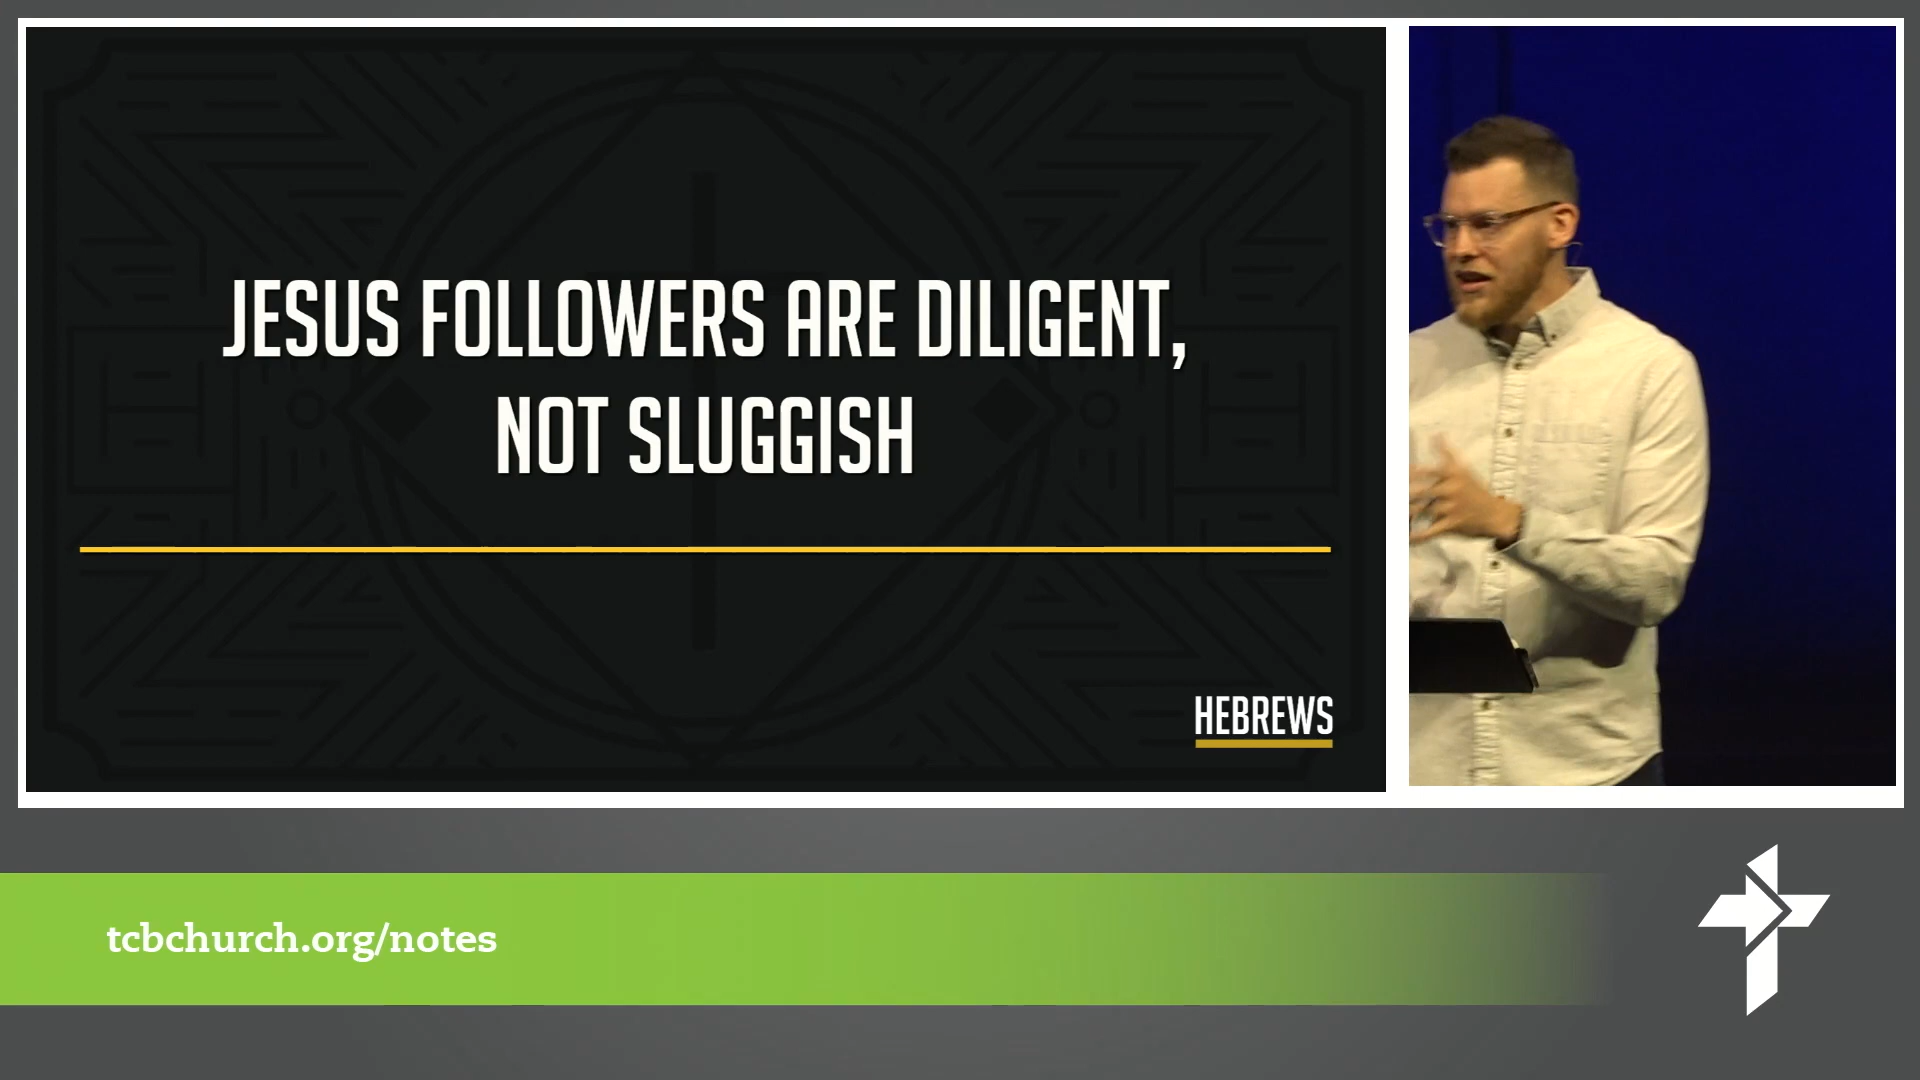 JESUS FOLLOWERS ARE DILIGENT,
NOT SLUGGISH
HEBREWS
tcbchurch.org/notes